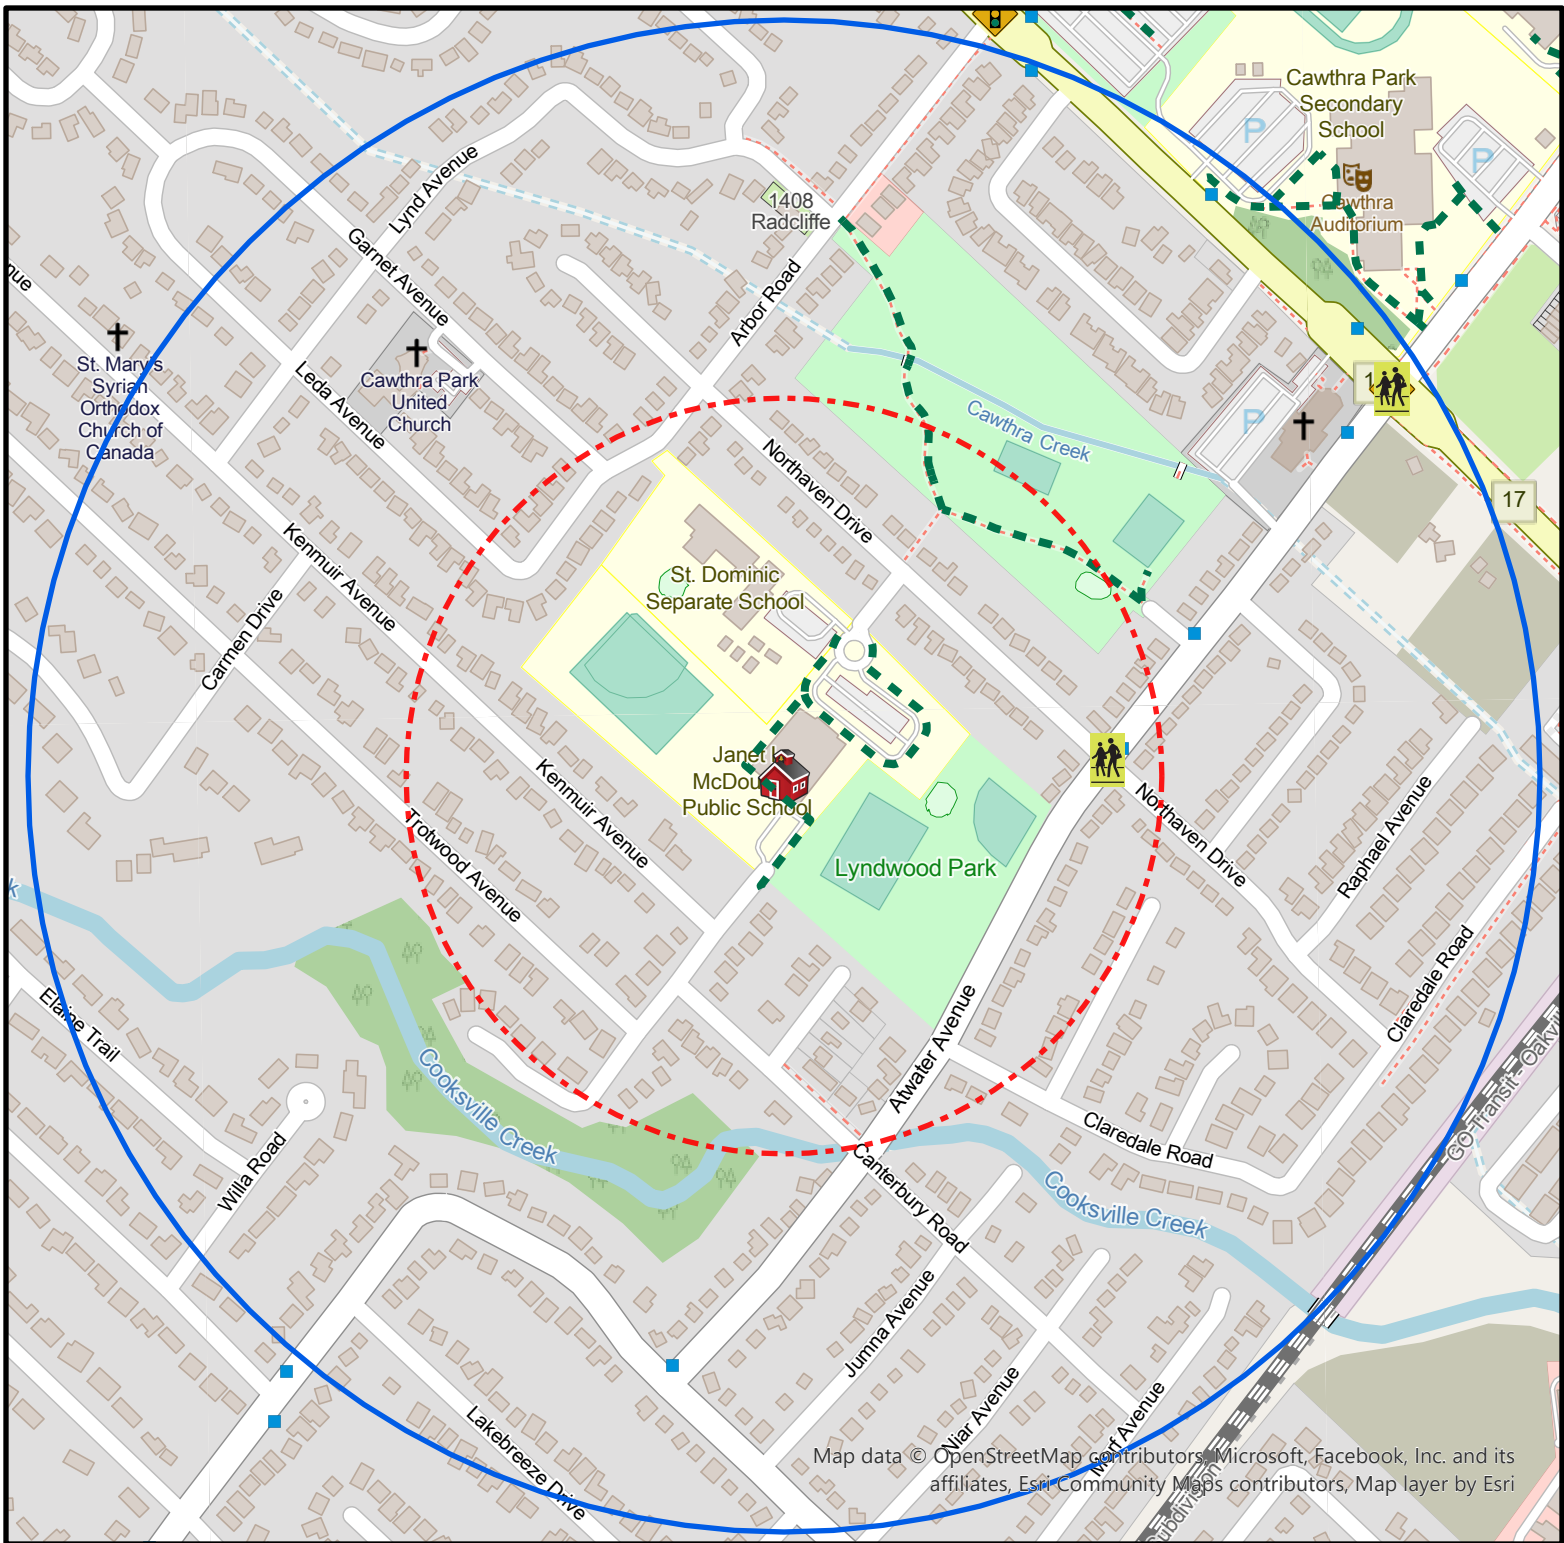 Cawthra Park
Secondary
School
P
P
Cawthra
Auditorium
1408
Radcliffe
Lynd Avenue
Garnet Avenue
Arbor Road
St. Mary's
Syrian
Orthodox
Church of
Canada
Leda Avenue
Cawthra Park
United
Church
Cawthra Creek
P
17
Northaven Drive
Kenmuir Avenue
Carmen Drive
St. Dominic
Separate School
Janet
Public School
Kenmuir Avenue
Trotwood Avenue
Lyndwood Park
Northaven Drive
Raphael Avenue
Claredale Road
Elaine Trail
Willa Road
Cooksville Creek
Atwater Avenue
Claredale Road
GO Transit - Oakvil
Canterbury Road
Cooksville Creek
Jumna Avenue
Niar Avenue
Lakebreeze Drive
Subdivision
Map data © OpenStreetMap contributors, Microsoft, Facebook, Inc. and its
affiliates, Esri Community Maps contributors, Map layer by Esri